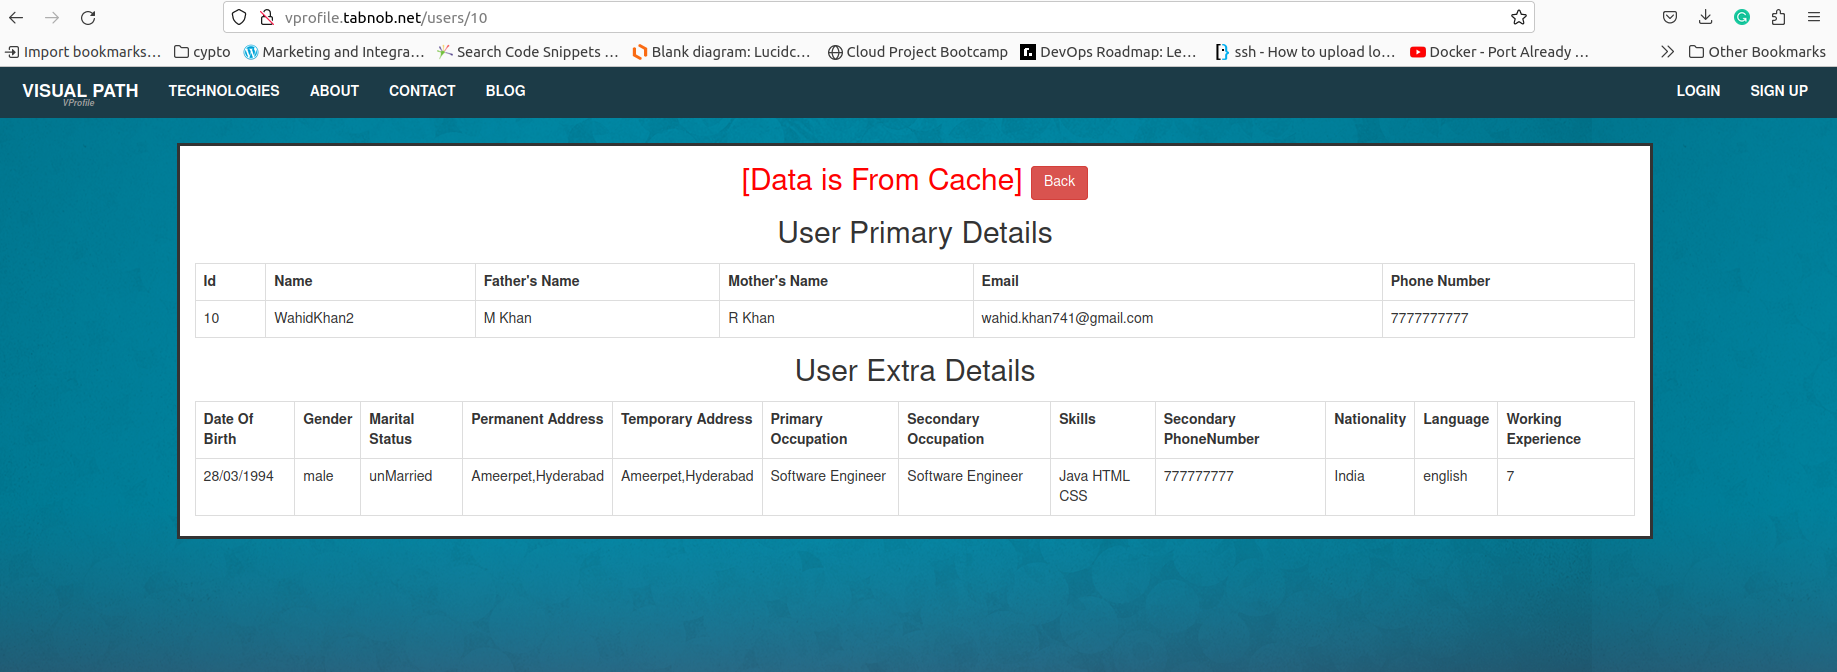 vprofile.tabnob.net/users/10
Import bookmarks... cypto Marketing and Integra... Search Code Snippets ... Blank diagram: Lucidc... Cloud Project Bootcamp DevOps Roadmap: Le... ssh - How to upload lo... Docker - Port Already ... Other Bookmarks
VISUAL PATH TECHNOLOGIES ABOUT CONTACT BLOG LOGIN SIGN UP
VProfile
[Data is From Cache] Back
User Primary Details
Id Name Father's Name Mother's Name Email Phone Number
10 WahidKhan2 M Khan R Khan wahid.khan741@gmail.com 7777777777
User Extra Details
Date Of Gender Marital Permanent Address Temporary Address Primary Secondary Skills Secondary Nationality Language Working
Birth Status Occupation Occupation PhoneNumber Experience
28/03/1994 male unMarried Ameerpet,Hyderabad Ameerpet,Hyderabad Software Engineer Software Engineer Java HTML 777777777 India english 7
CSS